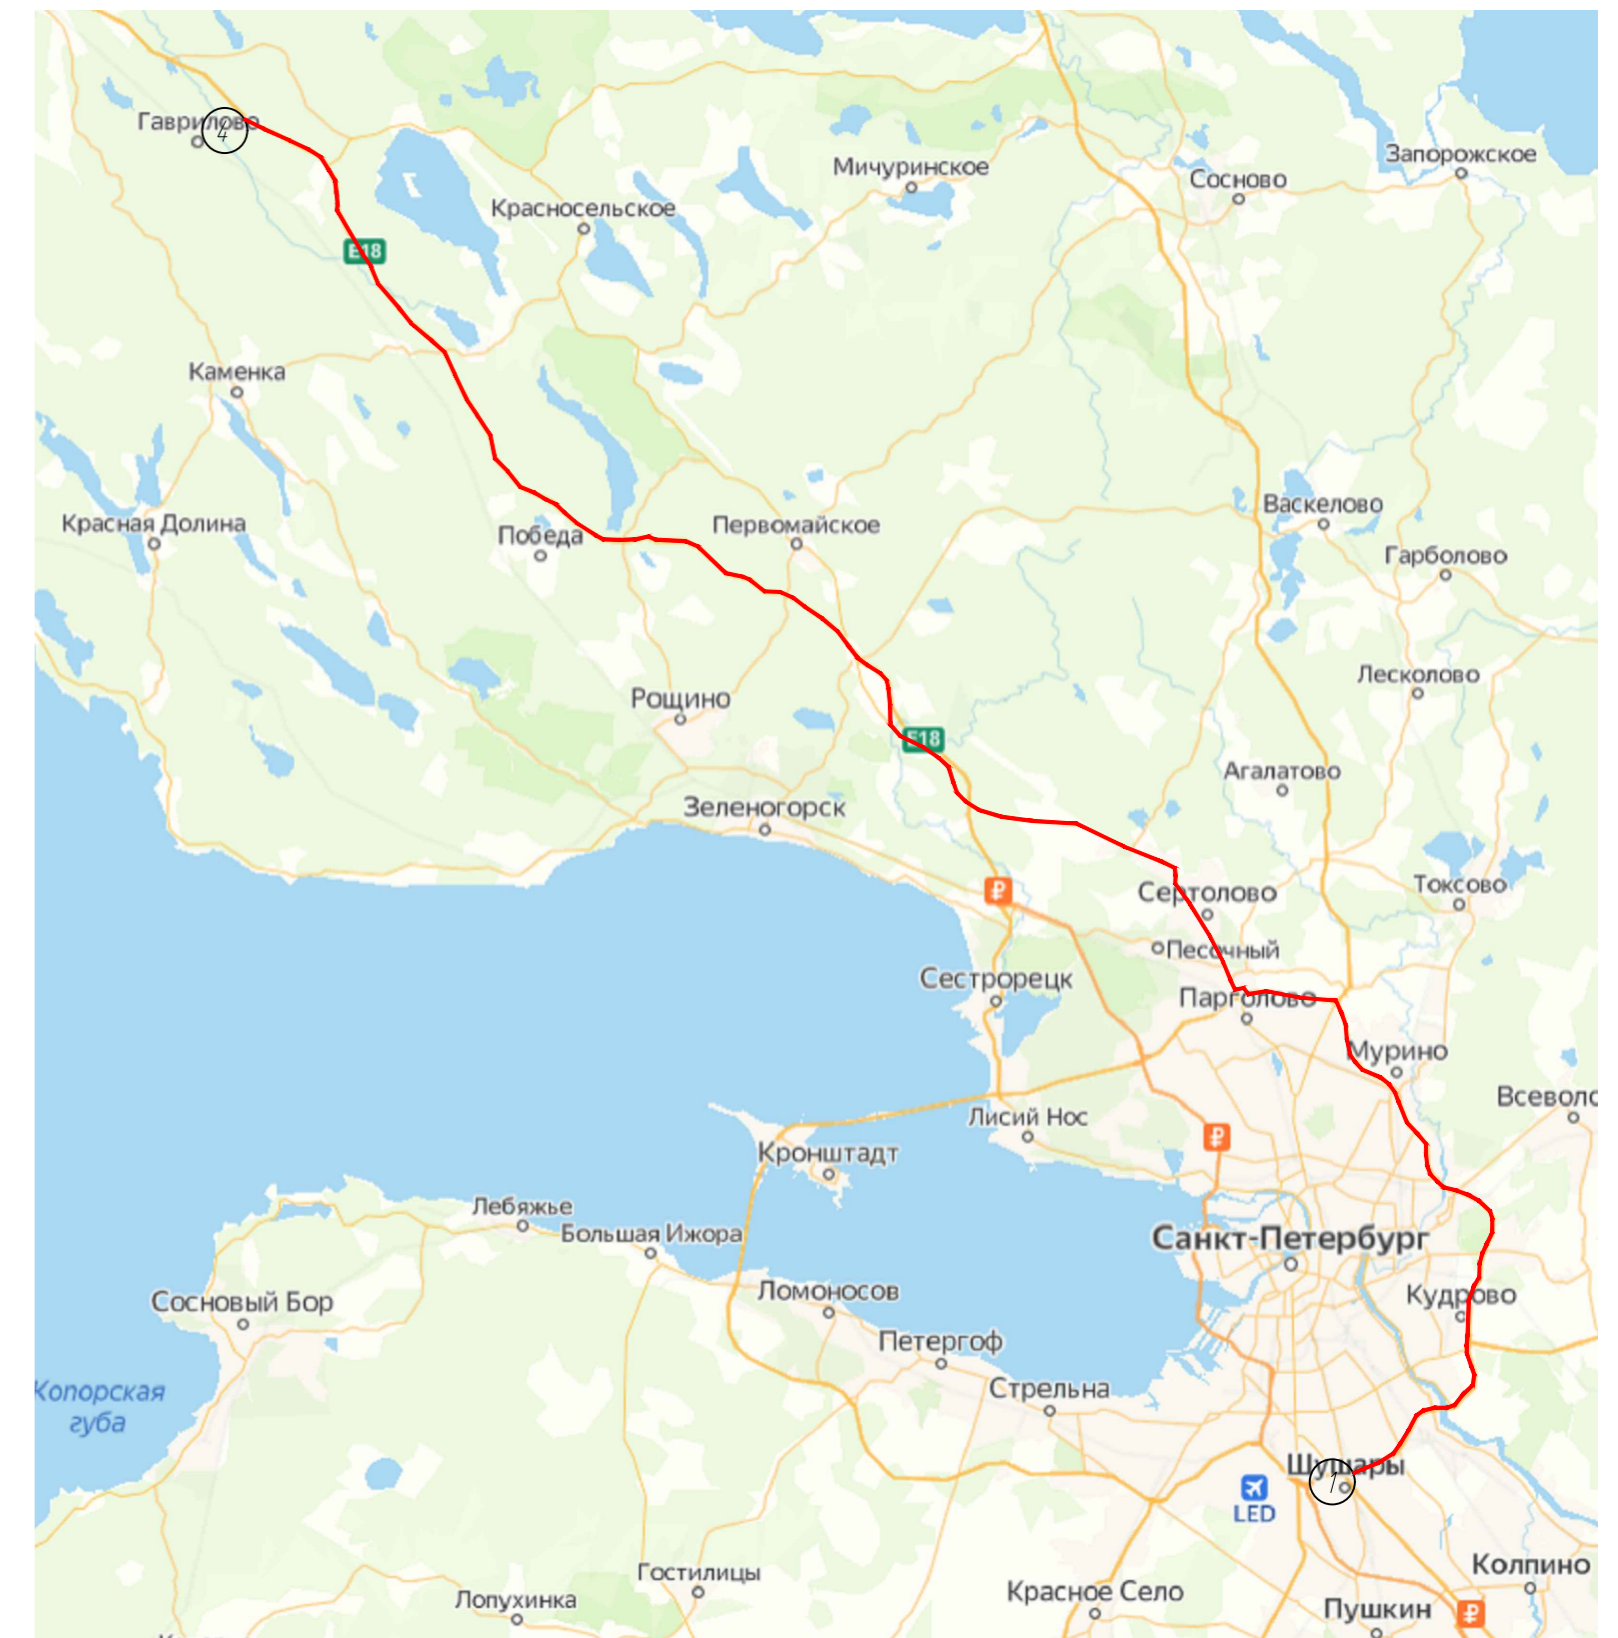 Гаврилово
4
Мичуринское
Запорожское
Сосново
Красносельское
E18
Каменка
Васкелово
Красная Долина
Победа
Первомайское
Гарболово
Лесколово
Рощино
E18
Агалатово
Зеленогорск
Токсово
Сертолово
₽
Песочный
Сестрорецк
Парголово
Мурино
Всеволо
Лисий Нос
₽
Кронштадт
Лебяжье
Большая Ижора
Санкт-Петербург
Ломоносов
Кудрово
Сосновый Бор
Петергоф
Стрельна
Копорская
губа
Шушары
1
LED
Колпино
Гостилицы
Красное Село
Лопухинка
Пушкин
₽